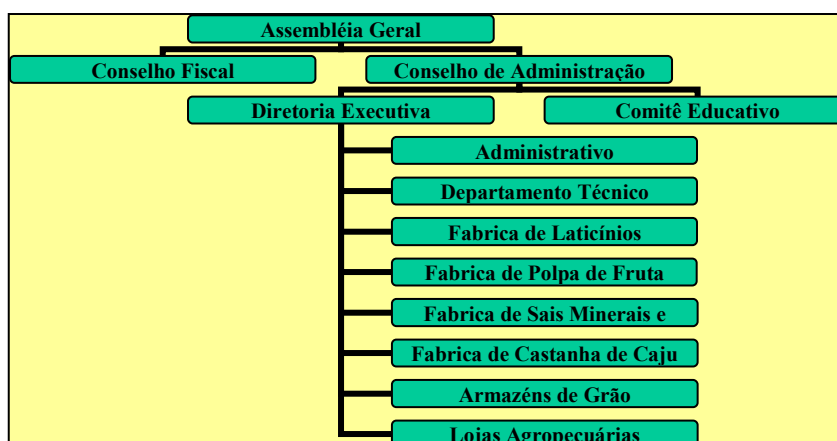 Assembléia Geral
Conselho Fiscal
Conselho de Administração
Diretoria Executiva
Comitê Educativo
Administrativo
Departamento Técnico
Fabrica de Laticínios
Fabrica de Polpa de Fruta
Fabrica de Sais Minerais e
Fabrica de Castanha de Caju
Armazéns de Grão
Lojas Agropecuárias